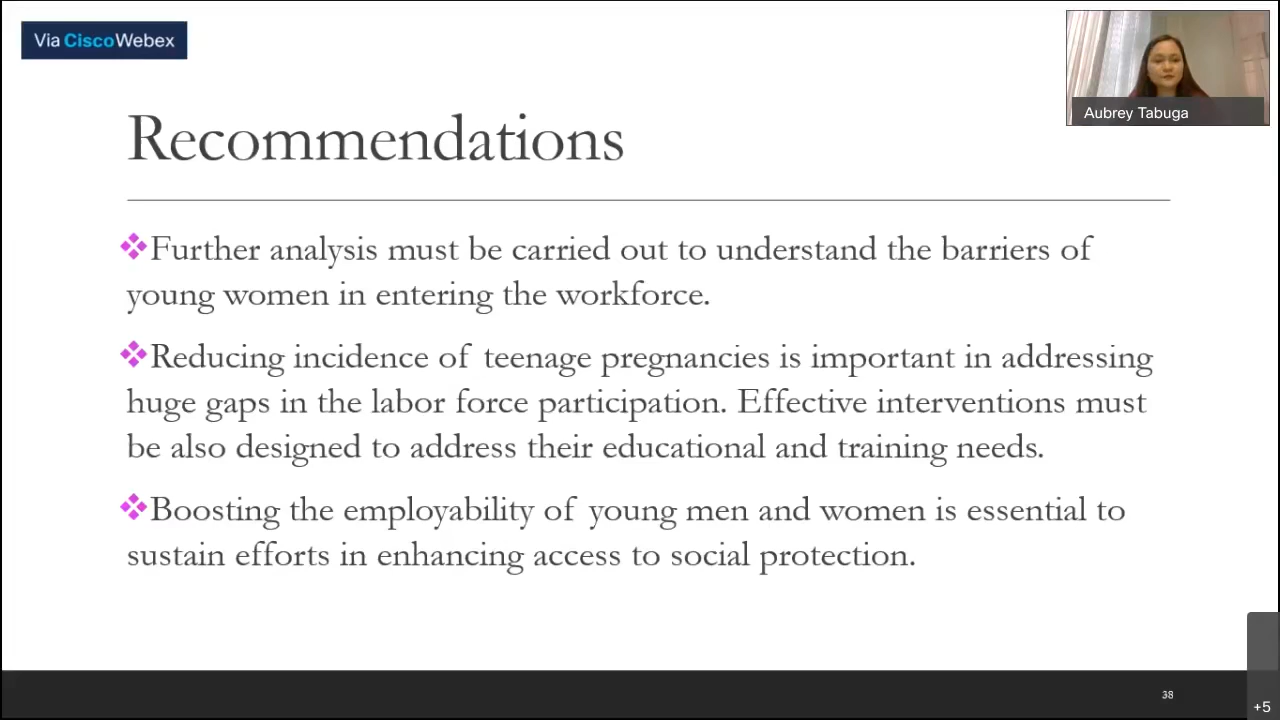 Via CiscoWebex
Aubrey Tabuga
Recommendations
❖Further analysis must be carried out to understand the barriers of
young women in entering the workforce.
❖Reducing incidence of teenage pregnancies is important in addressing
huge gaps in the labor force participation. Effective interventions must
be also designed to address their educational and training needs.
❖Boosting the employability of young men and women is essential to
sustain efforts in enhancing access to social protection.
38
+5